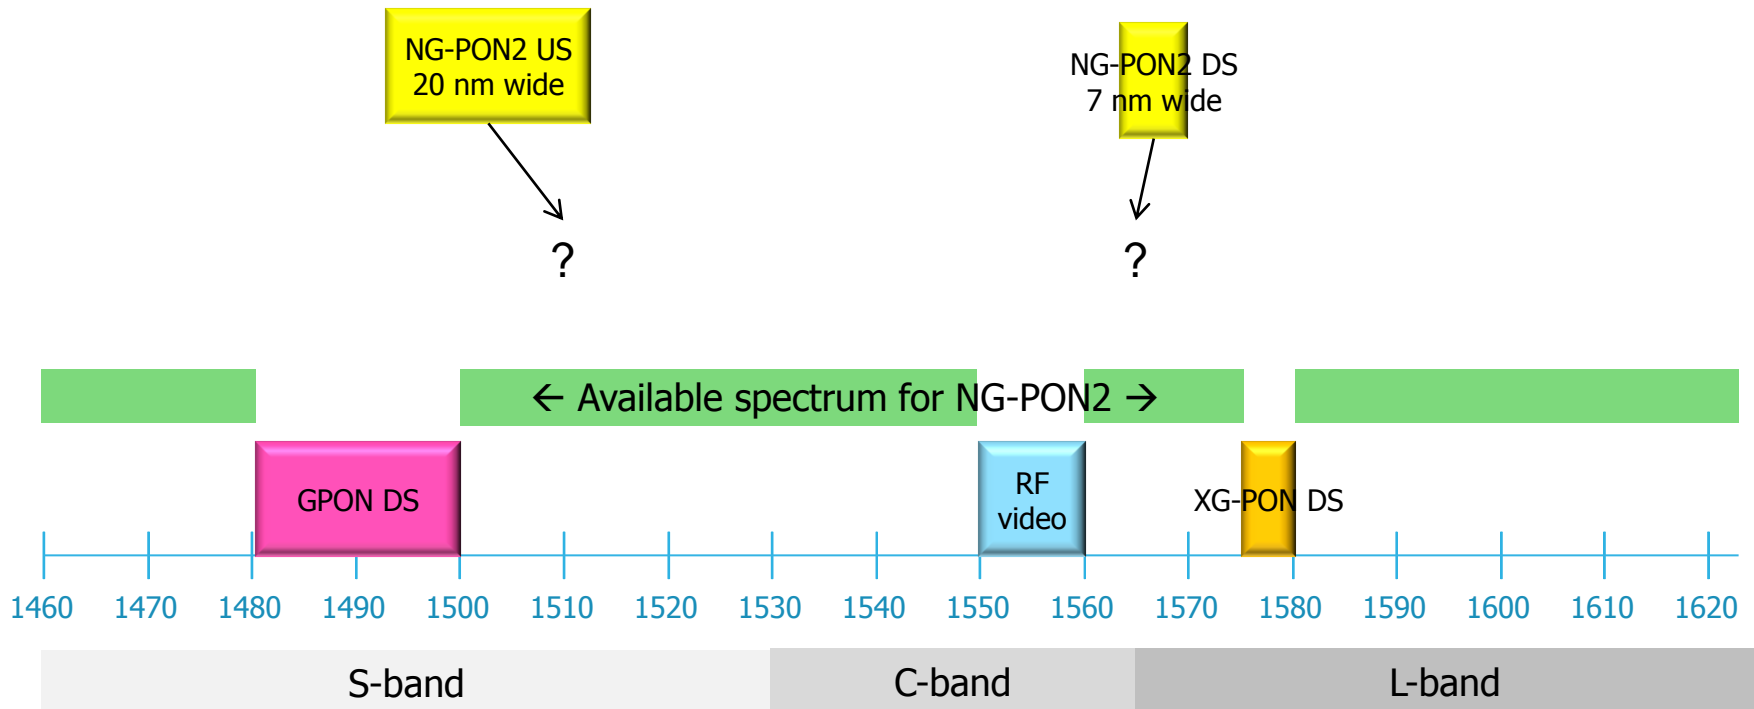 NG-PON2 US
20 nm wide
NG-PON2 DS
7 nm wide
?
?
← Available spectrum for NG-PON2 →
GPON DS
RF
video
XG-PON DS
1460 1470 1480 1490 1500 1510 1520 1530 1540 1550 1560 1570 1580 1590 1600 1610 1620
S-band C-band L-band